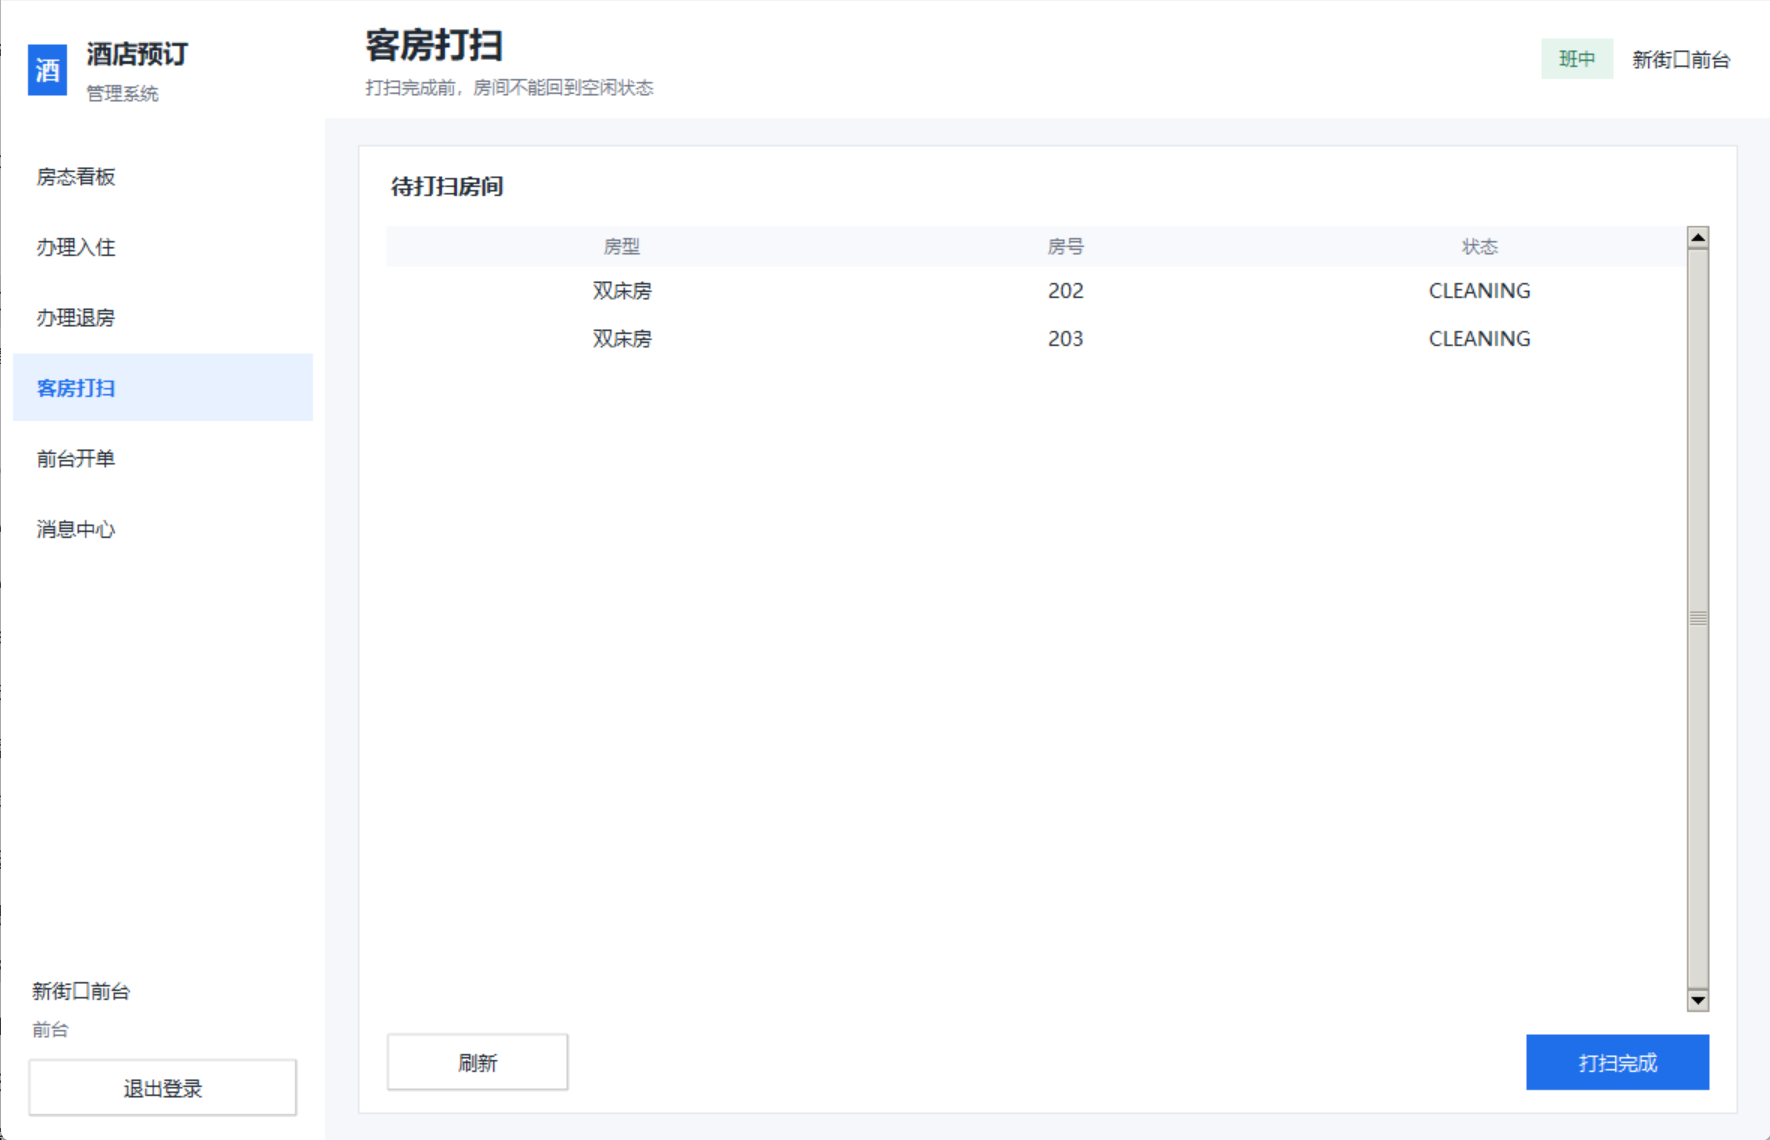 酒
酒店预订
管理系统
房态看板
办理入住
办理退房
客房打扫
前台开单
消息中心
新街口前台
前台
退出登录
客房打扫
打扫完成前，房间不能回到空闲状态
班中 新街口前台
待打扫房间
房型 房号 状态
双床房 202 CLEANING
双床房 203 CLEANING
刷新 打扫完成